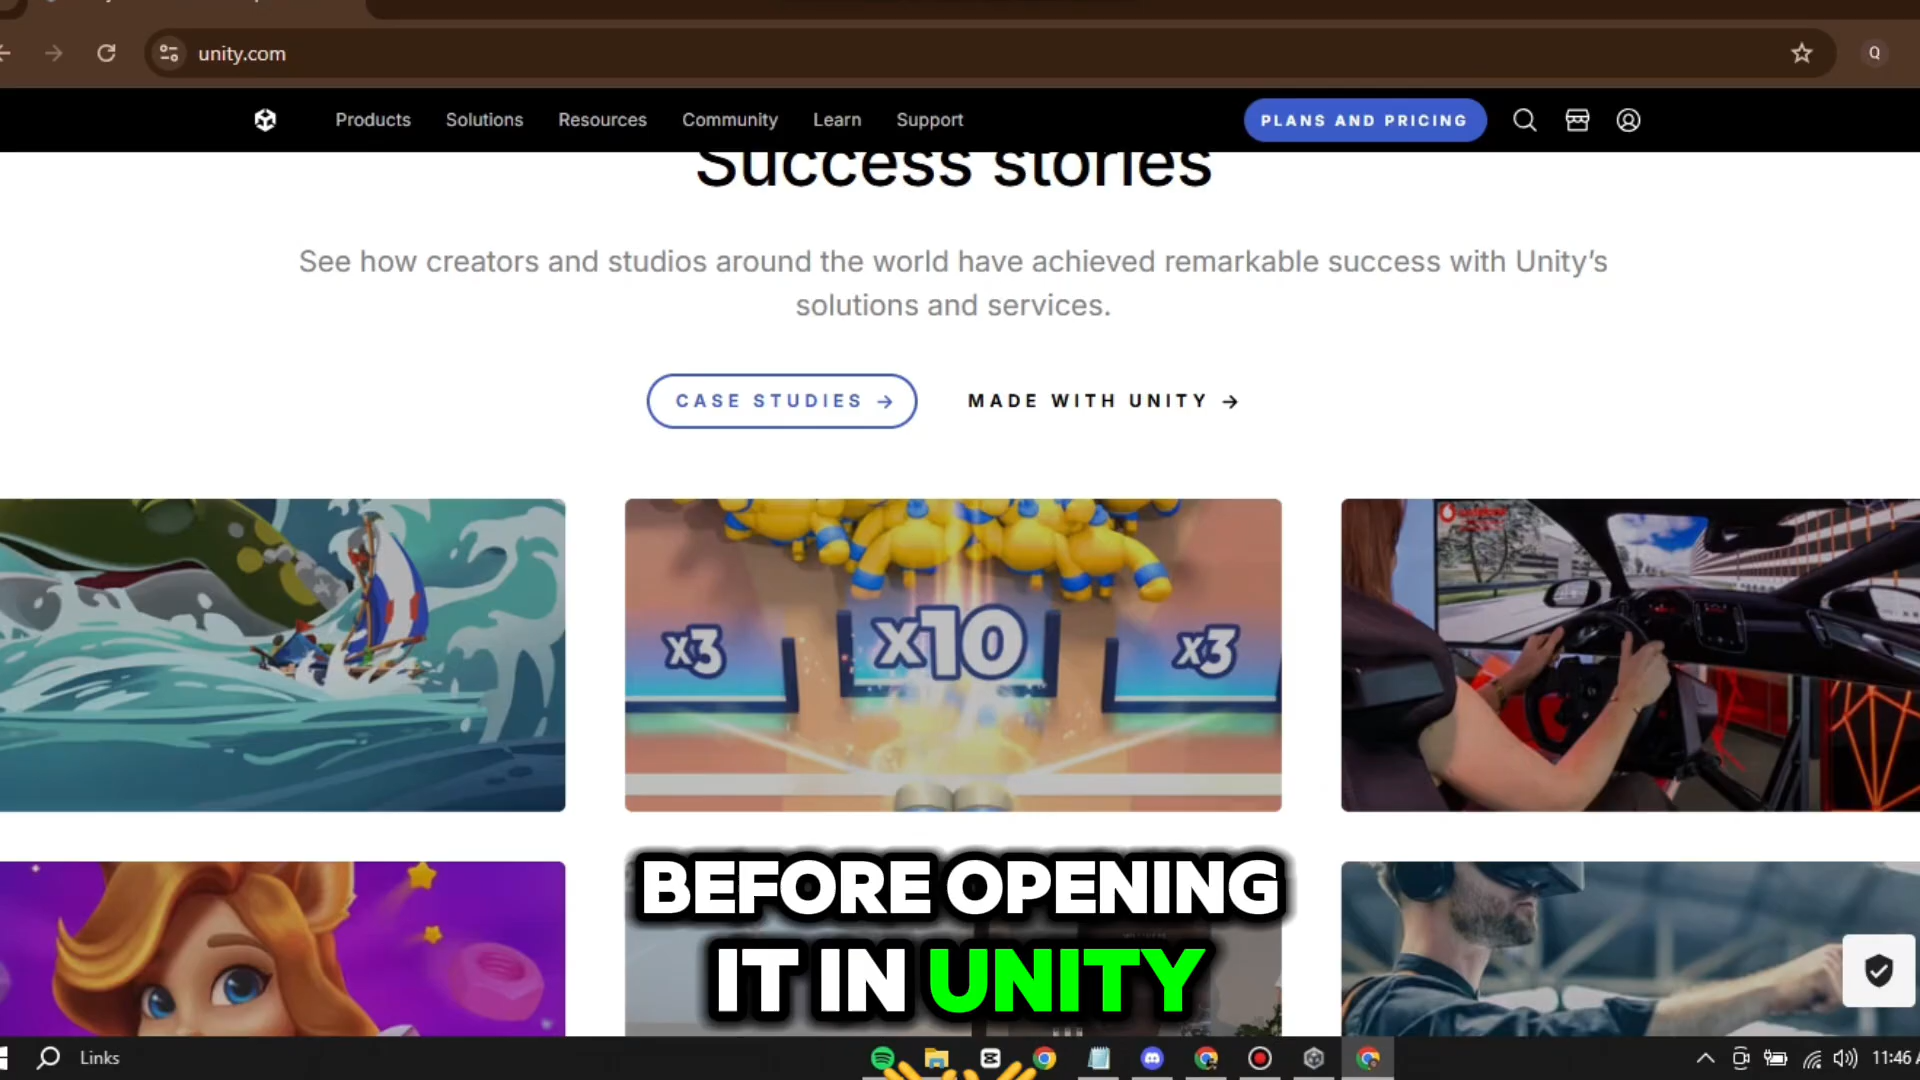 unity.com
Q
Products Solutions Resources Community Learn Support PLANS AND PRICING
Success stories
See how creators and studios around the world have achieved remarkable success with Unity's
solutions and services.
CASE STUDIES → MADE WITH UNITY →
x3 x10 x3
BEFORE OPENING
IT IN UNITY
Links
11:46